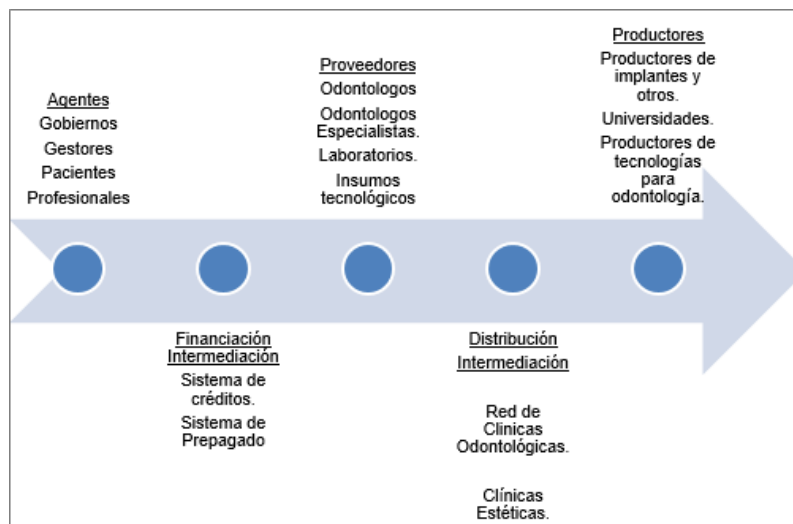 Agentes
Gobiernos
Gestores
Pacientes
Profesionales
Financiación
Intermediación
Sistema de
créditos.
Sistema de
Prepagado
Proveedores
Odontologos
Odontologos
Especialistas.
Laboratorios.
Insumos
tecnológicos
Distribución
Intermediación
Red de
Clinicas
Odontológicas.
Clínicas
Estéticas.
Productores
Productores de
implantes y
otros.
Universidades.
Productores de
tecnologías
para
odontología.